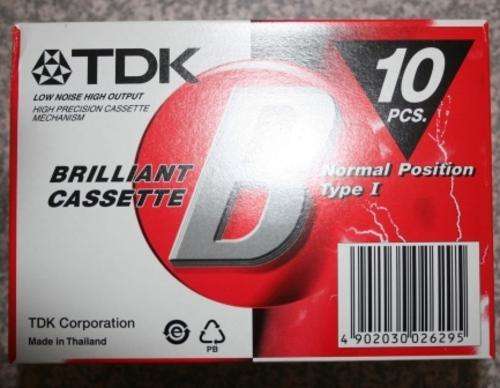 TDK
LOW NOISE HIGH OUTPUT
HIGH PRECISION CASSETTE
MECHANISM
10
PCS.
B
BRILLIANT
CASSETTE
Normal Position
Type I
TDK Corporation
Made in Thailand
e
PB
4 902030 026295